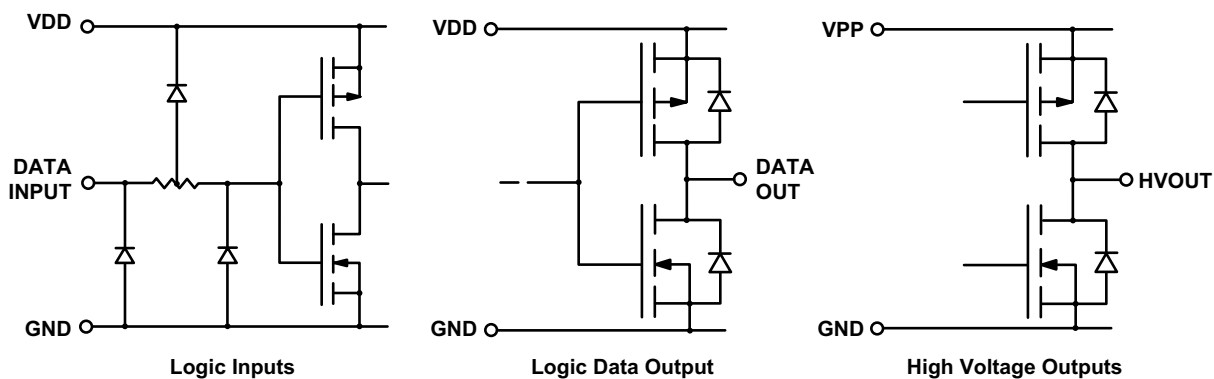 VDD
DATA
INPUT
GND
Logic Inputs
VDD
DATA
OUT
GND
Logic Data Output
VPP
HVOUT
GND
High Voltage Outputs